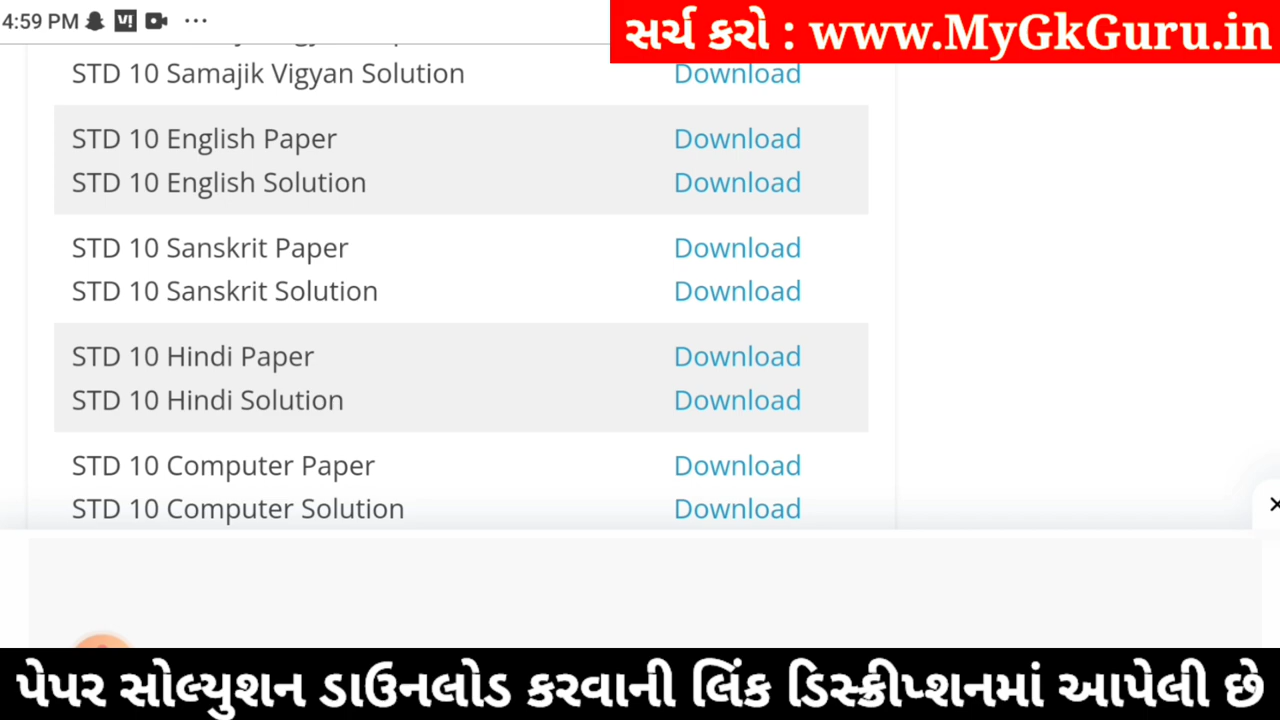 4:59 PM
સર્ચ કરો : www.MyGkGuru.in
STD 10 Samajik Vigyan Solution Download
STD 10 English Paper Download
STD 10 English Solution Download
STD 10 Sanskrit Paper Download
STD 10 Sanskrit Solution Download
STD 10 Hindi Paper Download
STD 10 Hindi Solution Download
STD 10 Computer Paper Download
STD 10 Computer Solution Download
પેપર સોલ્યુશન ડાઉનલોડ કરવાની લિંક ડિસ્ક્રીપ્શનમાં આપેલી છે